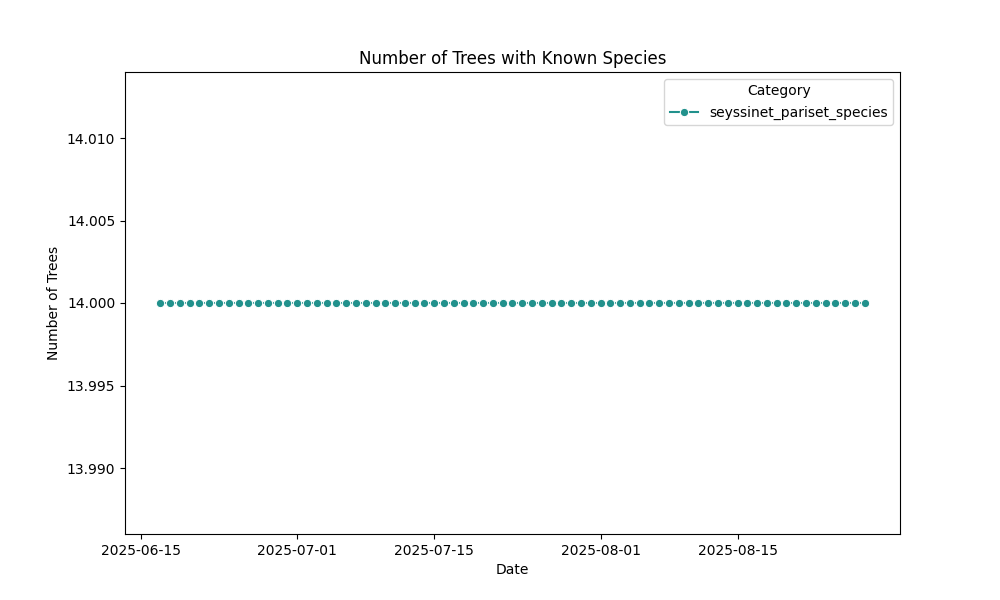 Number of Trees with Known Species
Category
seyssinet_pariset_species
14.010
14.005
14.000
13.995
13.990
Number of Trees
2025-06-15
2025-07-01
2025-07-15
2025-08-01
2025-08-15
Date